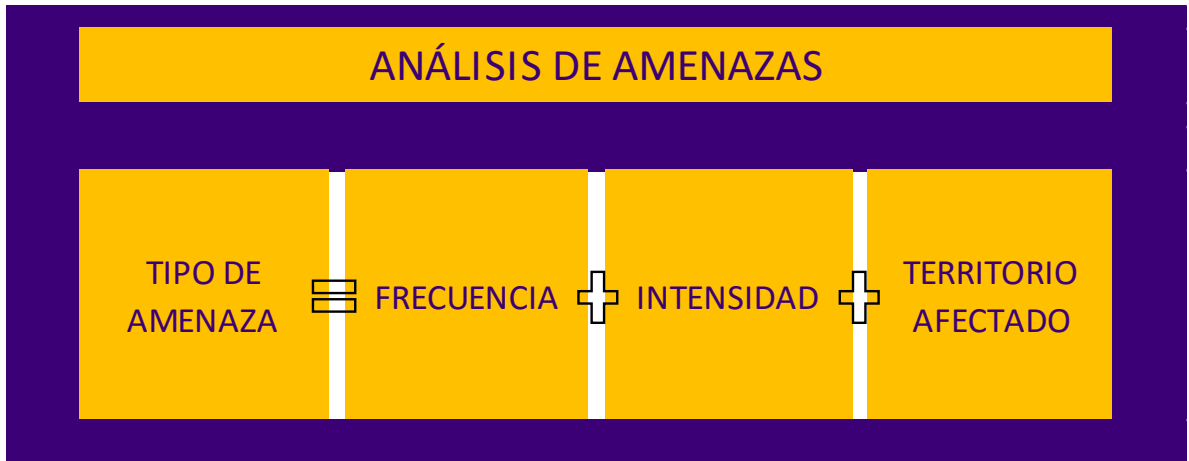 ANÁLISIS DE AMENAZAS
TIPO DE
AMENAZA
=
FRECUENCIA
+
INTENSIDAD
+
TERRITORIO
AFECTADO